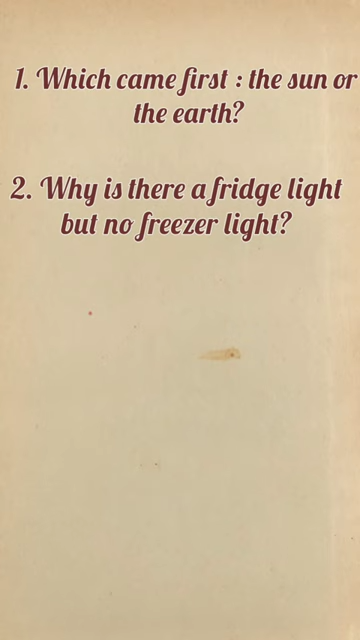 1. Which came first : the sun or
the earth?
2. Why is there a fridge light
but no freezer light?